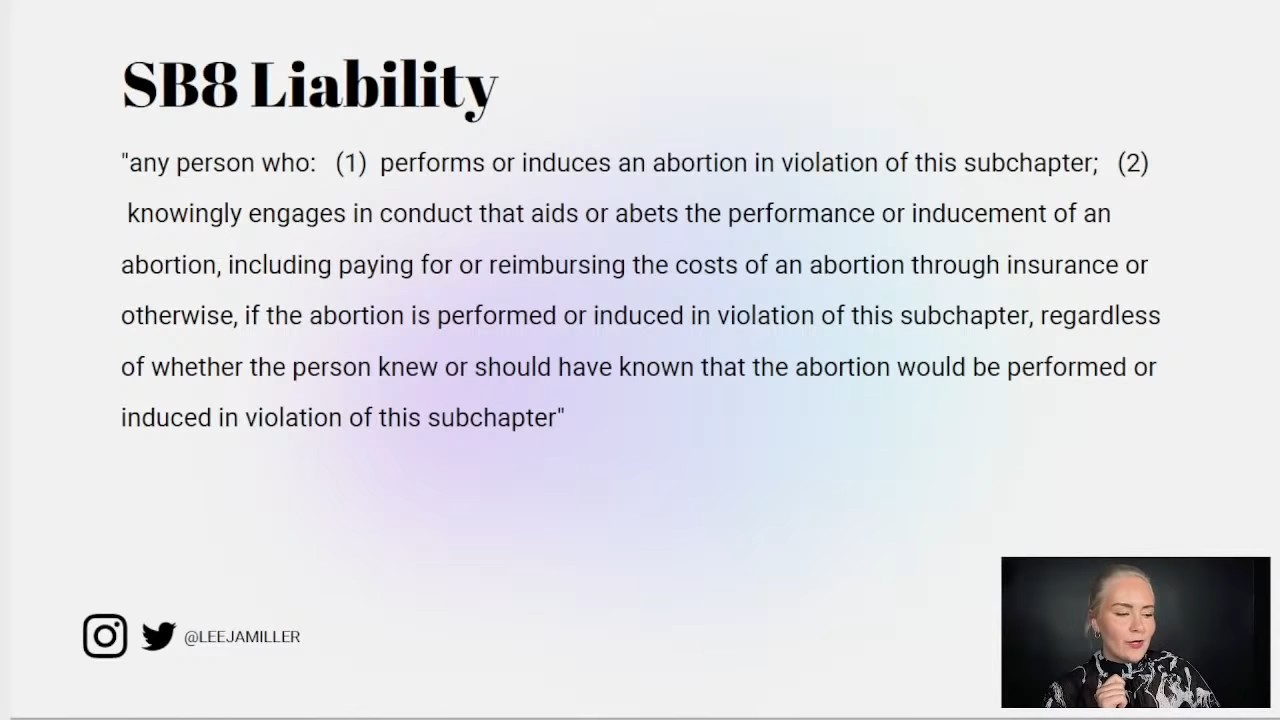 SB8 Liability
"any person who: (1) performs or induces an abortion in violation of this subchapter; (2)
knowingly engages in conduct that aids or abets the performance or inducement of an
abortion, including paying for or reimbursing the costs of an abortion through insurance or
otherwise, if the abortion is performed or induced in violation of this subchapter, regardless
of whether the person knew or should have known that the abortion would be performed or
induced in violation of this subchapter"
@LEEJAMILLER